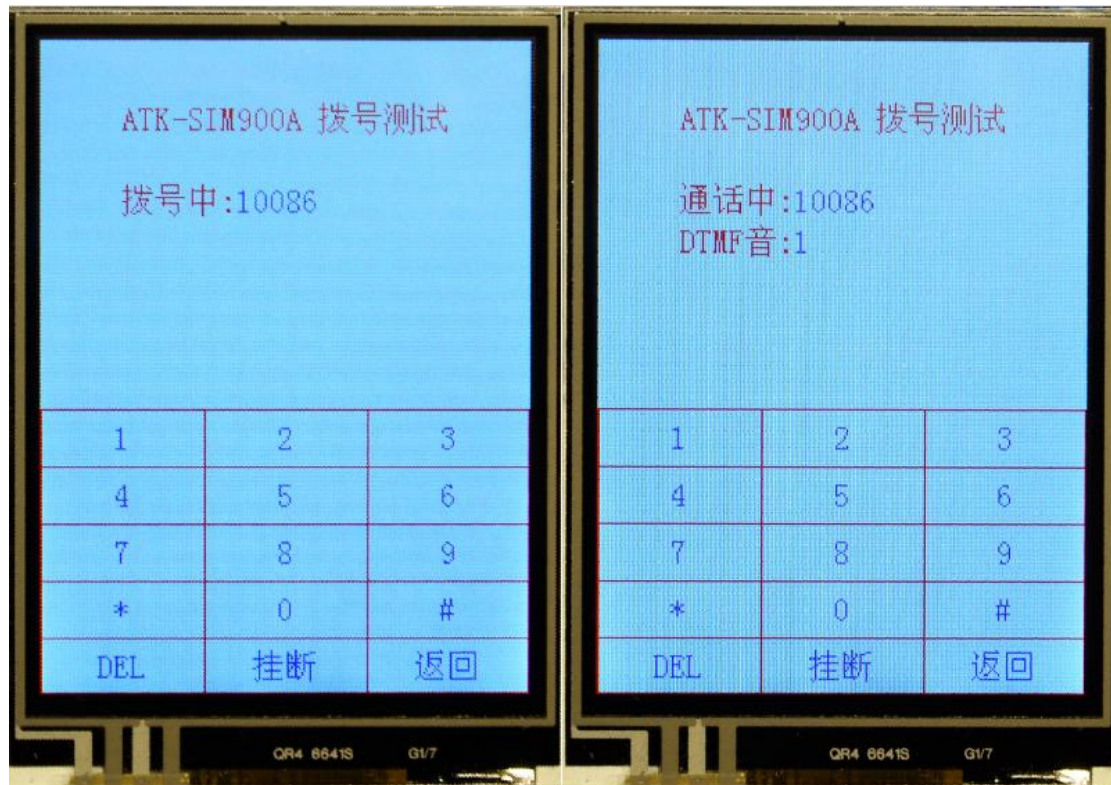 ATK-SIM900A 拨号测试
拨号中:10086
1 2 3
4 5 6
7 8 9
* 0 #
DEL 挂断 返回
QR4 6641S G1/7
ATK-SIM900A 拨号测试
通话中:10086
DTMF音:1
1 2 3
4 5 6
7 8 9
* 0 #
DEL 挂断 返回
QR4 6641S G1/7